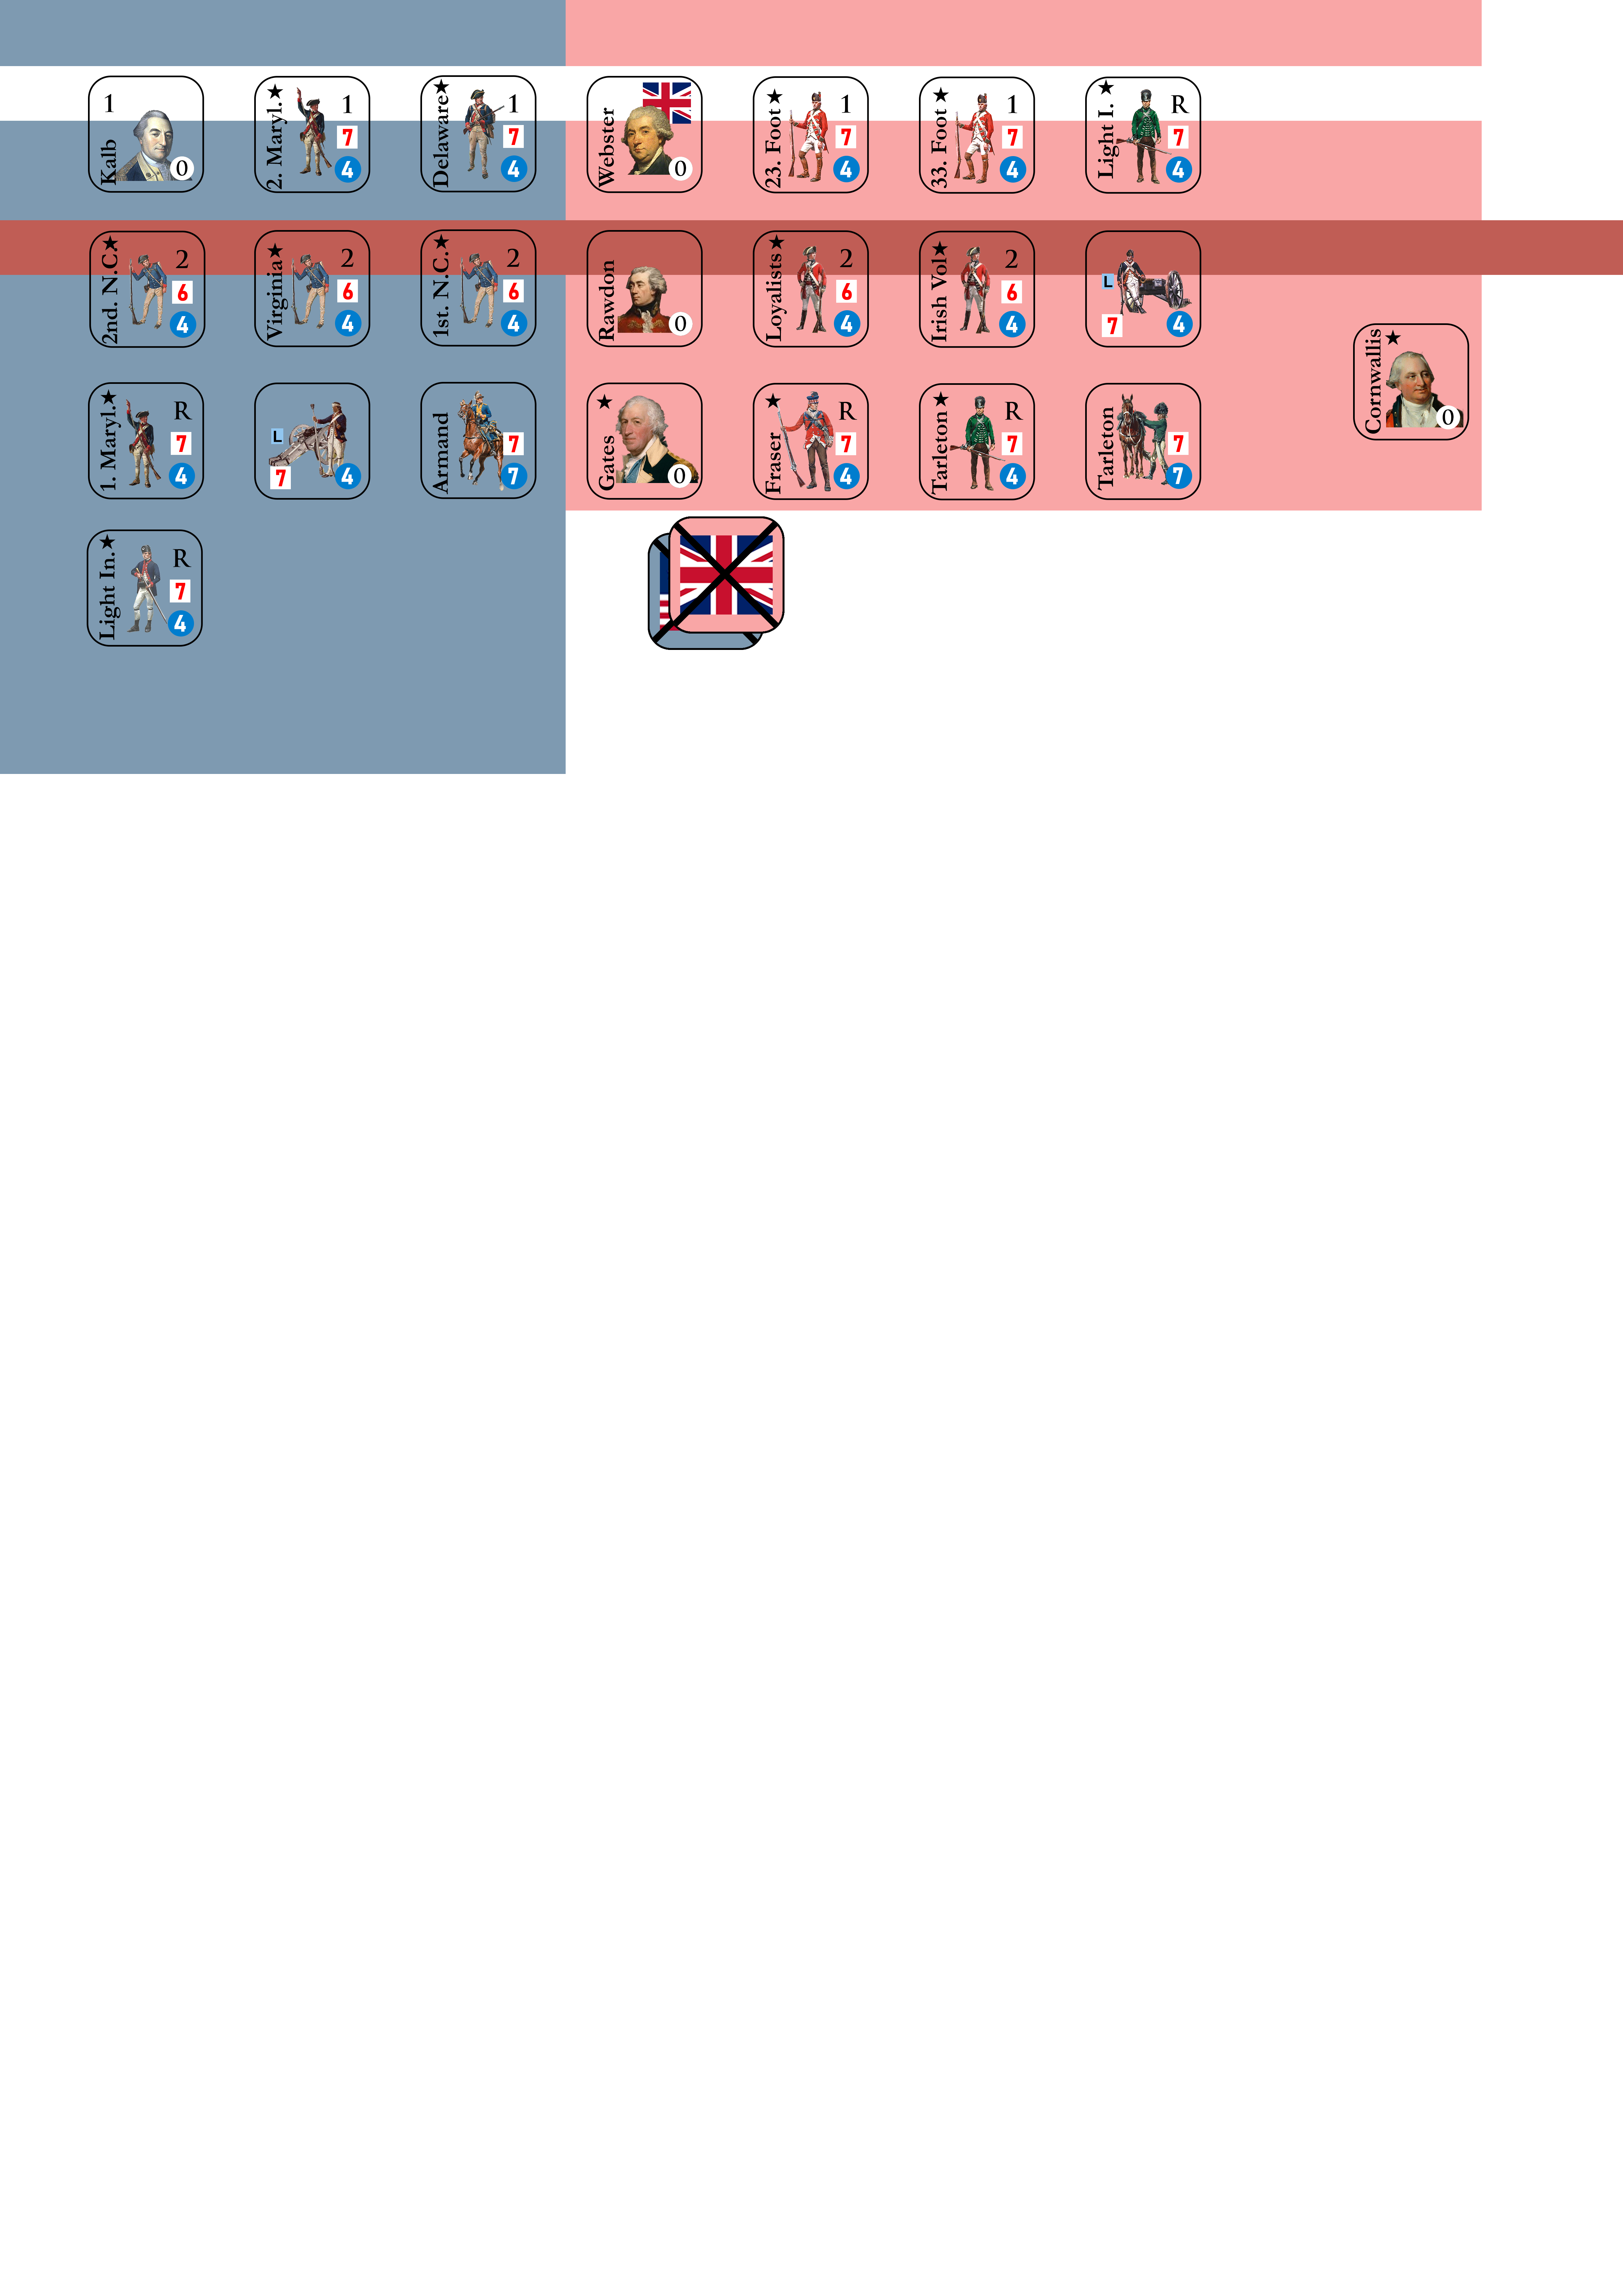 1 Kalb 0
2. Maryl.★ 1 7 4
Delaware★ 1 7 4
Webster 0
23. Foot★ 1 7 4
33. Foot★ 1 7 4
Light I.★ R 7 4
2nd. N.C.★ 2 6 4
Virginia★ 2 6 4
1st. N.C.★ 2 6 4
Rawdon 0
Loyalists★ 2 6 4
Irish Vol★ 2 6 4
L 7 4
Cornwallis★ 0
1. Maryl.★ R 7 4
L 7 4
Armand 7 7
Gates★ 0
Fraser★ R 7 4
Tarleton★ R 7 4
Tarleton 7 7
Light In.★ R 7 4